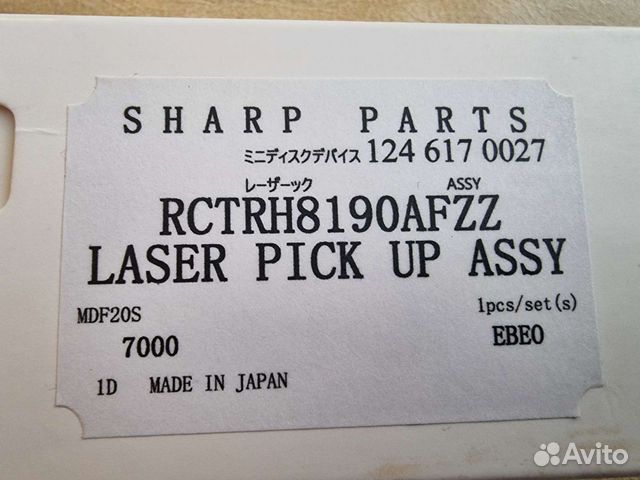 SHARP PARTS
ミニディスクデバイス 124 617 0027
レーザーック ASSY
RCTRH8190AFZZ
LASER PICK UP ASSY
MDF20S 1pcs/set(s)
7000 EBEO
1D MADE IN JAPAN
Avito